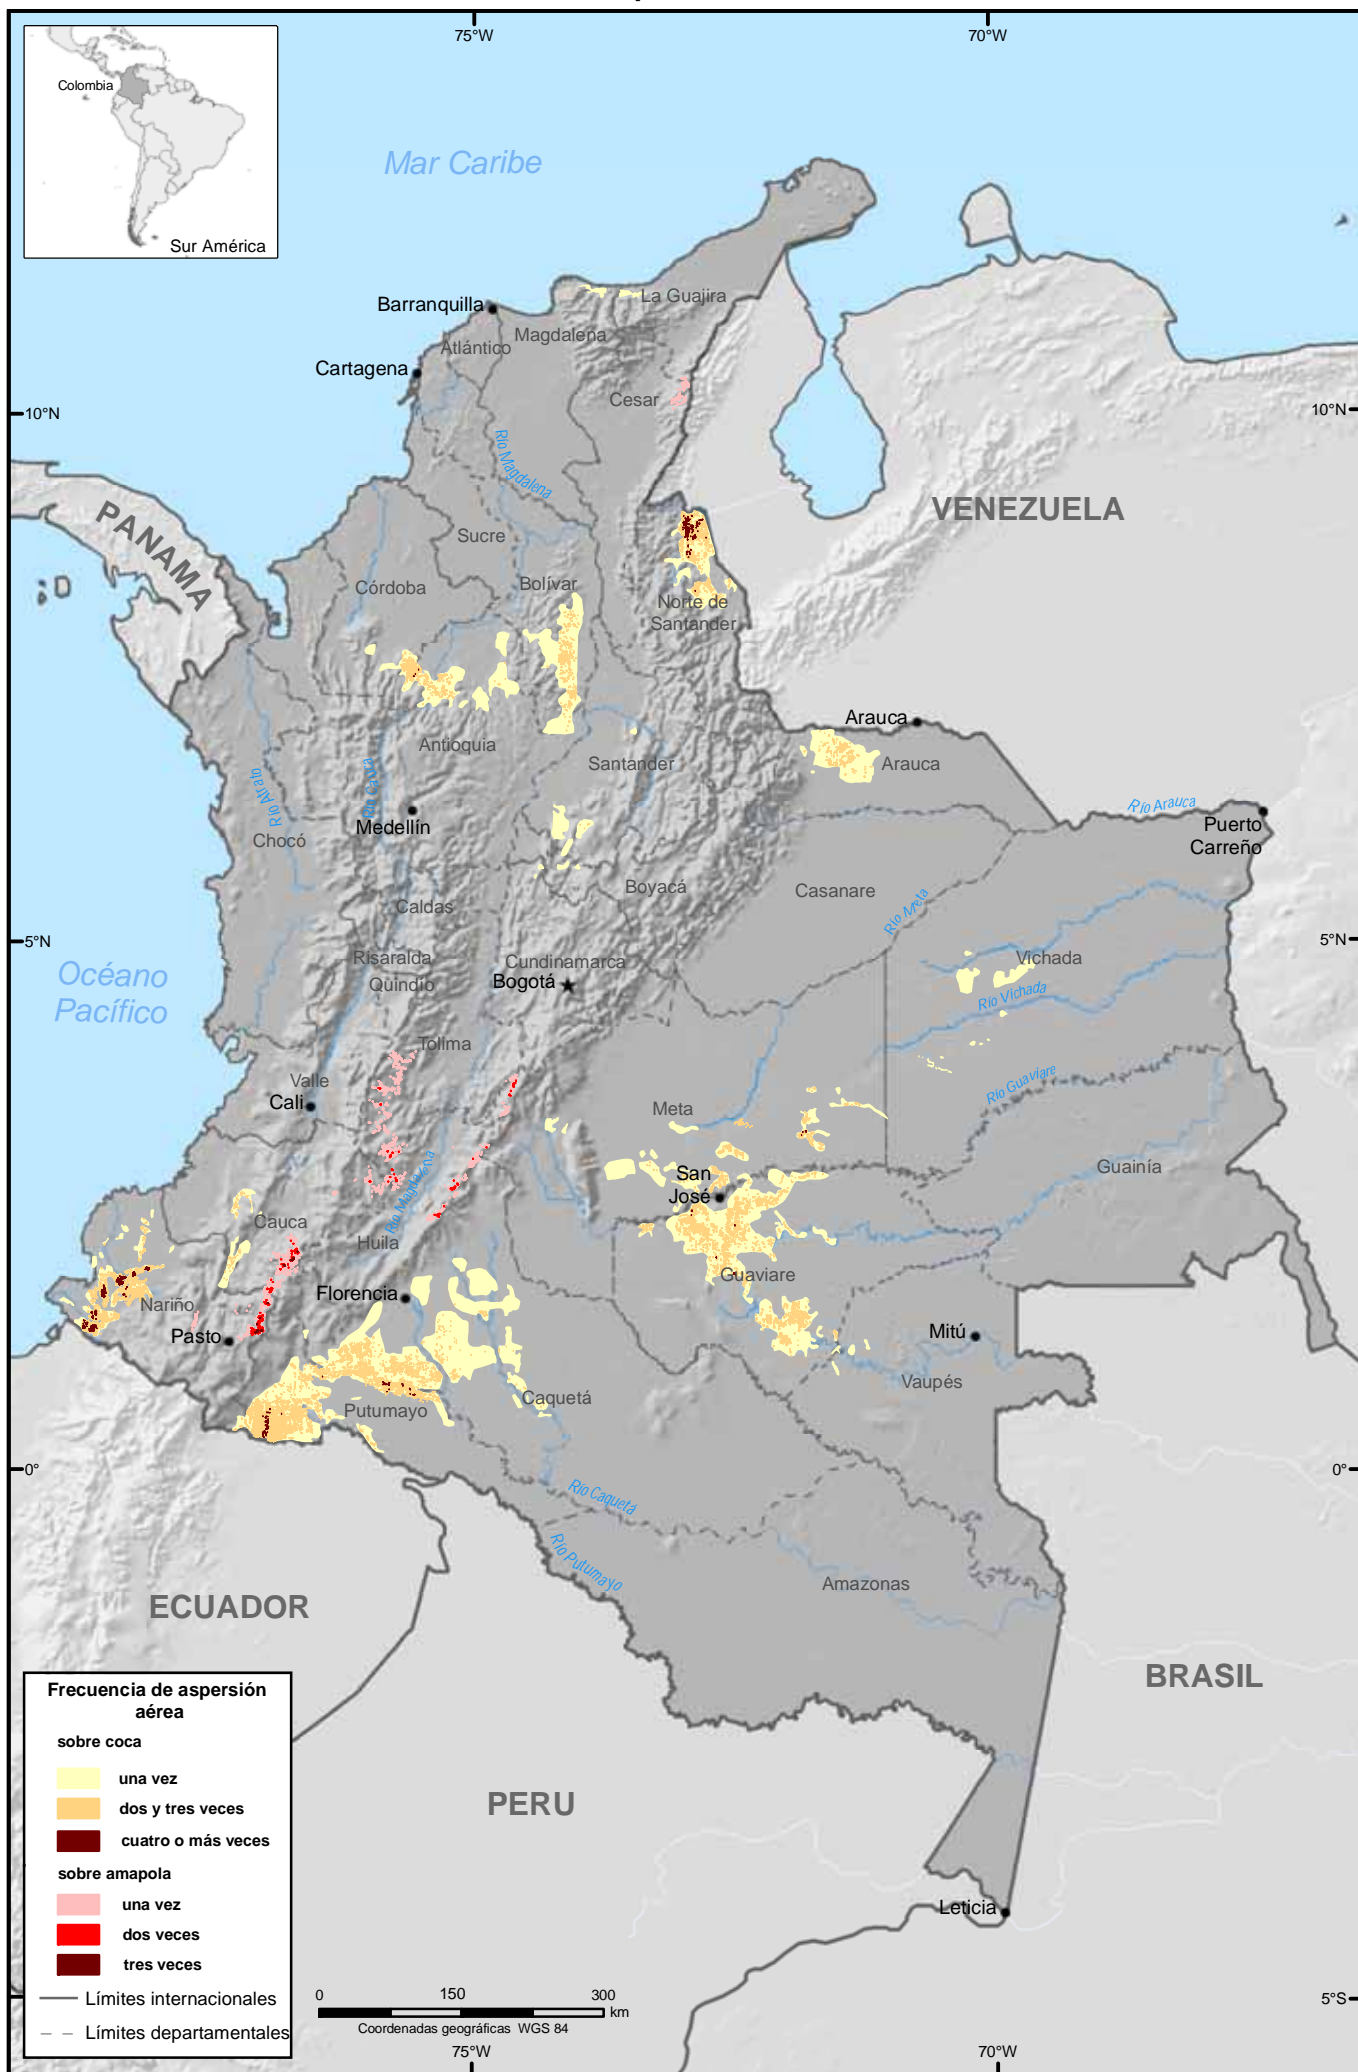 75°W
70°W
Colombia
Sur América
Mar Caribe
La Guajira
Barranquilla
Magdalena
Atlántico
Cartagena
Cesar
10°N
10°N
Río Magdalena
VENEZUELA
PANAMA
Sucre
Córdoba
Bolívar
Norte de
Santander
Arauca
Antioquia
Santander
Arauca
Río Atrato
Río Cauca
Río Arauca
Medellín
Puerto
Carreño
Chocó
Boyacá
Casanare
Caldas
Río Meta
5°N
5°N
Risaralda
Cundinamarca
Vichada
Océano
Pacífico
Quindío
Bogotá
Río Vichada
Tolima
Valle
Río Guaviare
Cali
Meta
San
José
Guainía
Río Magdalena
Cauca
Huila
Guaviare
Florencia
Nariño
Pasto
Mitú
Vaupés
Caquetá
Putumayo
0°
0°
Río Caquetá
Río Putumayo
Amazonas
ECUADOR
BRASIL
PERU
Leticia
Frecuencia de aspersión
aérea
sobre coca
una vez
dos y tres veces
cuatro o más veces
sobre amapola
una vez
dos veces
tres veces
Límites internacionales
Límites departamentales
0 150 300
km
Coordenadas geográficas WGS 84
5°S
75°W
70°W